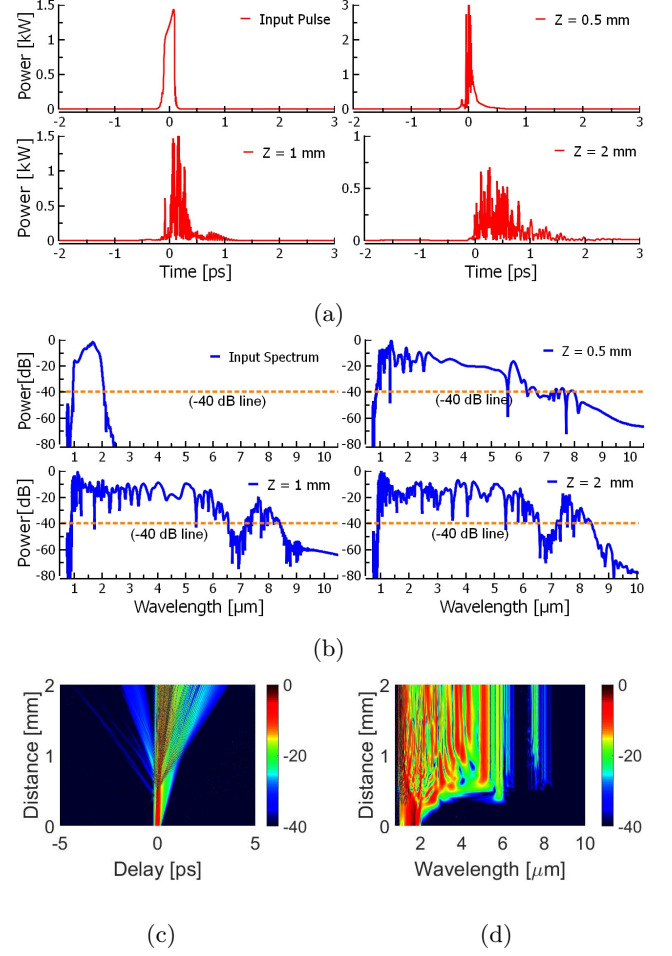 Power [kW]
1.5
1
0.5
0
-2 -1 0 1 2 3
Input Pulse
3
2
1
0
-2 -1 0 1 2 3
Z = 0.5 mm
Power [kW]
1.5
1
0.5
0
-2 -1 0 1 2 3
Time [ps]
Z = 1 mm
1
0.5
0
-2 -1 0 1 2 3
Time [ps]
Z = 2 mm
(a)
Power[dB]
0
-20
-40
-60
-80
1 2 3 4 5 6 7 8 9 10
Input Spectrum
(-40 dB line)
0
-20
-40
-60
-80
1 2 3 4 5 6 7 8 9 10
Z = 0.5 mm
(-40 dB line)
Power[dB]
0
-20
-40
-60
-80
1 2 3 4 5 6 7 8 9 10
Wavelength [µm]
Z = 1 mm
(-40 dB line)
0
-20
-40
-60
-80
1 2 3 4 5 6 7 8 9 10
Wavelength [µm]
Z = 2 mm
(-40 dB line)
(b)
Distance [mm]
2
1
0
-5 0 5
Delay [ps]
0
-20
-40
Distance [mm]
2
1
0
2 4 6 8 10
Wavelength [μm]
0
-20
-40
(c) (d)